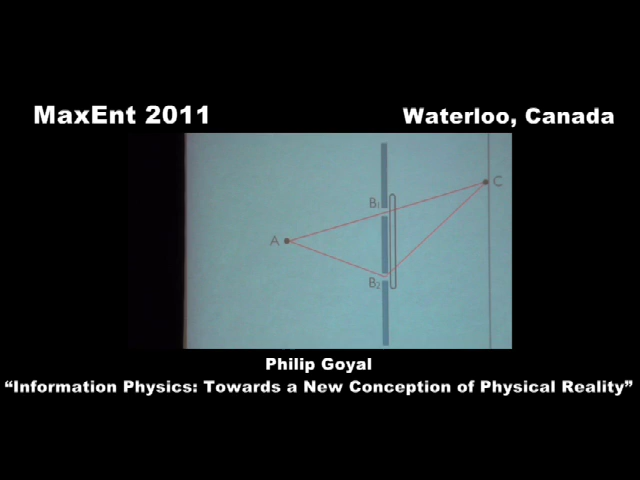 MaxEnt 2011
Waterloo, Canada
C
B1
A
B2
Philip Goyal
“Information Physics: Towards a New Conception of Physical Reality”